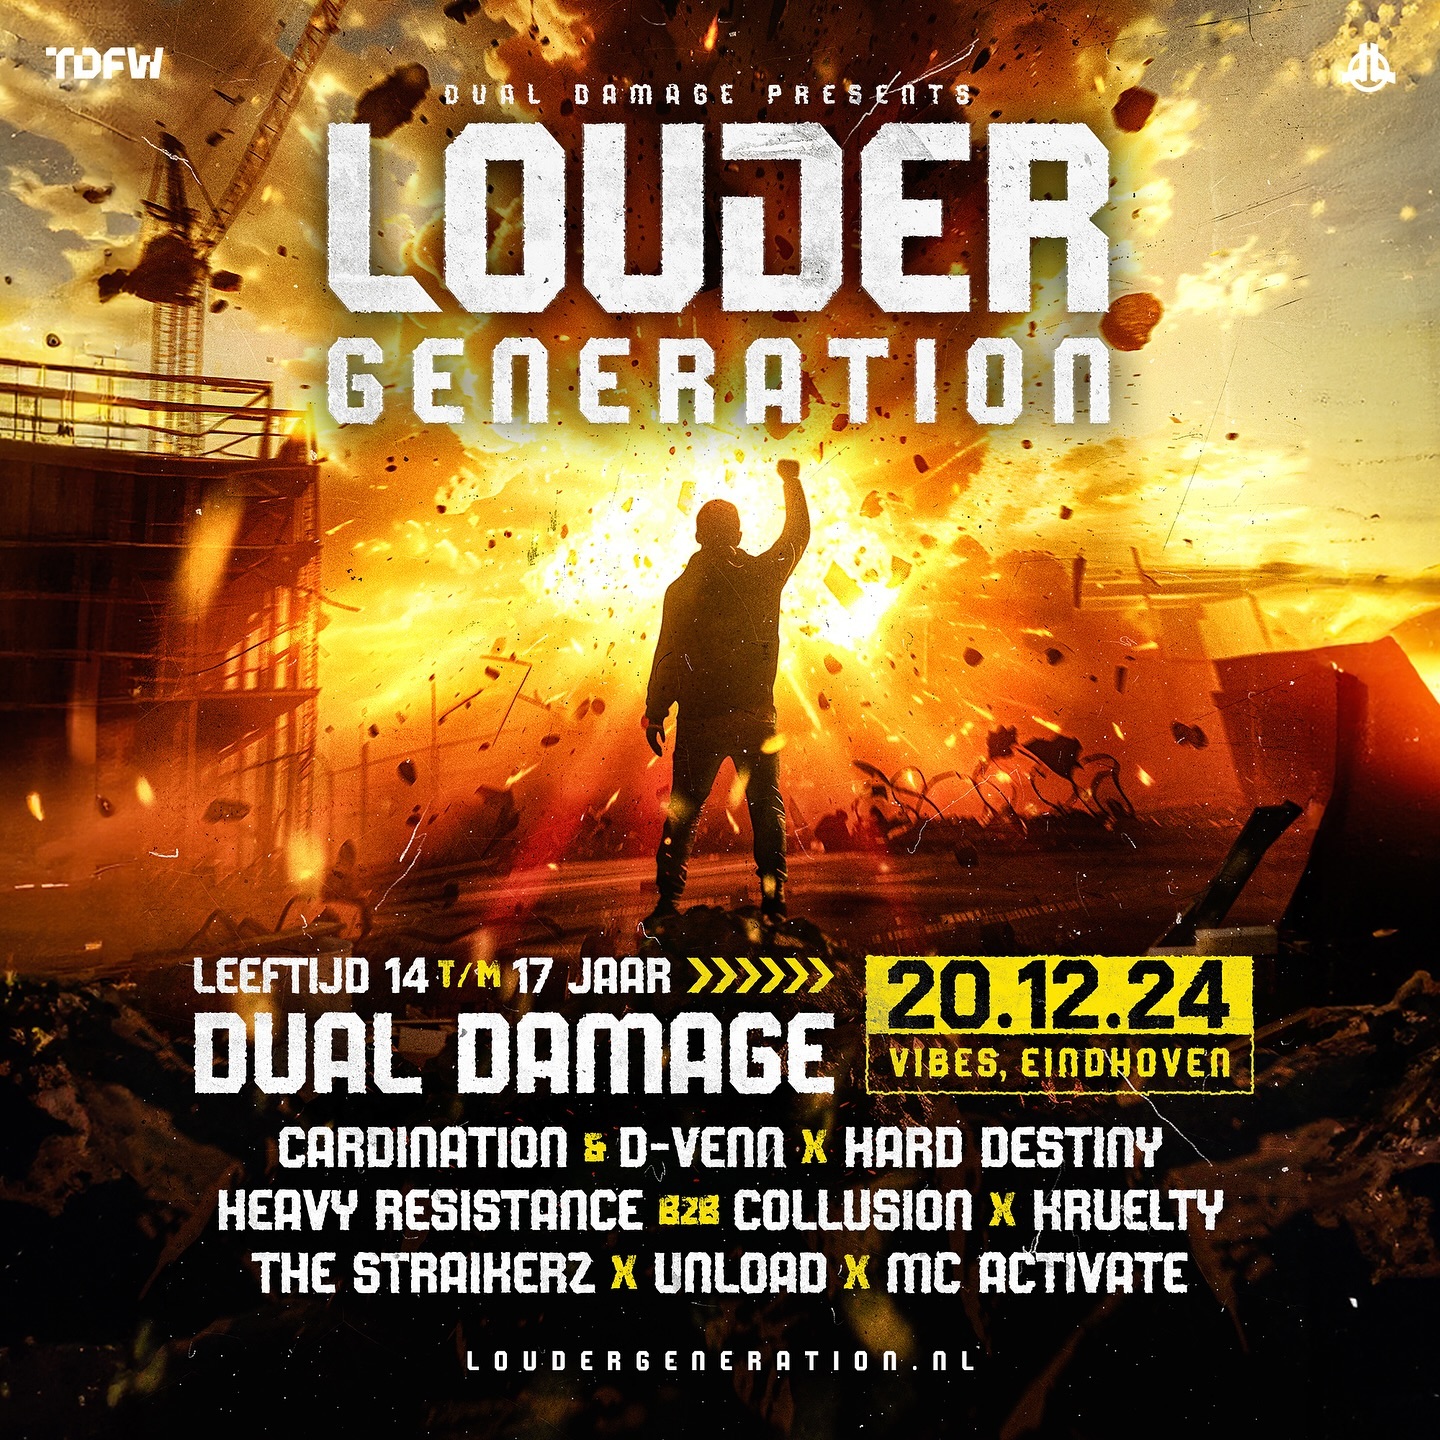 TDFW
DUAL DAMAGE PRESENTS
LOUDER
GENERATION
LEEFTIJD 14 T/M 17 JAAR
DUAL DAMAGE
20.12.24
VIBES, EINDHOVEN
CARDINATION & D-VENN X HARD DESTINY
HEAVY RESISTANCE B2B COLLUSION X KRUELTY
THE STRAIKERZ X UNLOAD X MC ACTIVATE
LOUDERGENERATION.NL